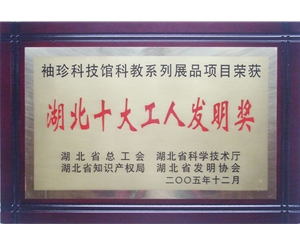 袖珍科技馆科教系列展品项目荣获
湖北十大工人发明奖
湖北省总工会 湖北省科学技术厅
湖北省知识产权局 湖北省发明协会
二〇〇五年十二月